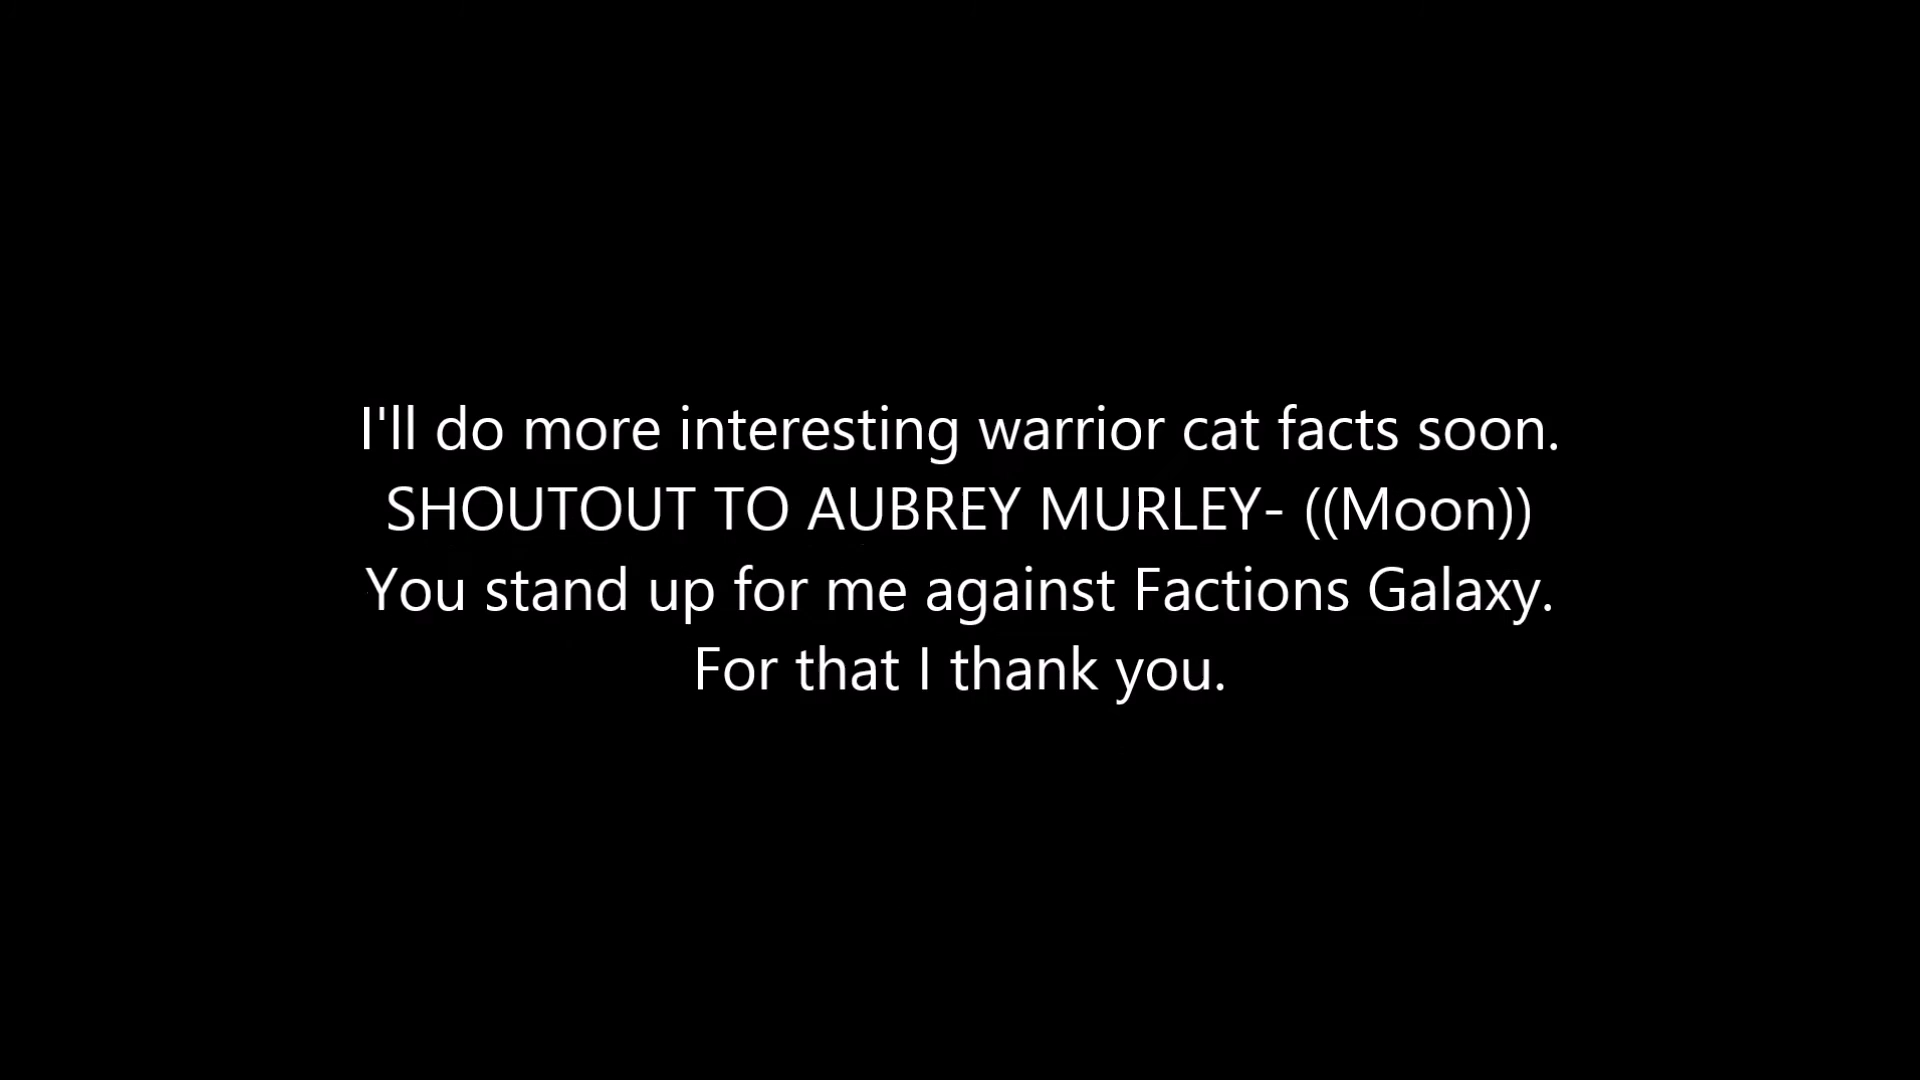 I'll do more interesting warrior cat facts soon.
SHOUTOUT TO AUBREY MURLEY- ((Moon))
You stand up for me against Factions Galaxy.
For that I thank you.